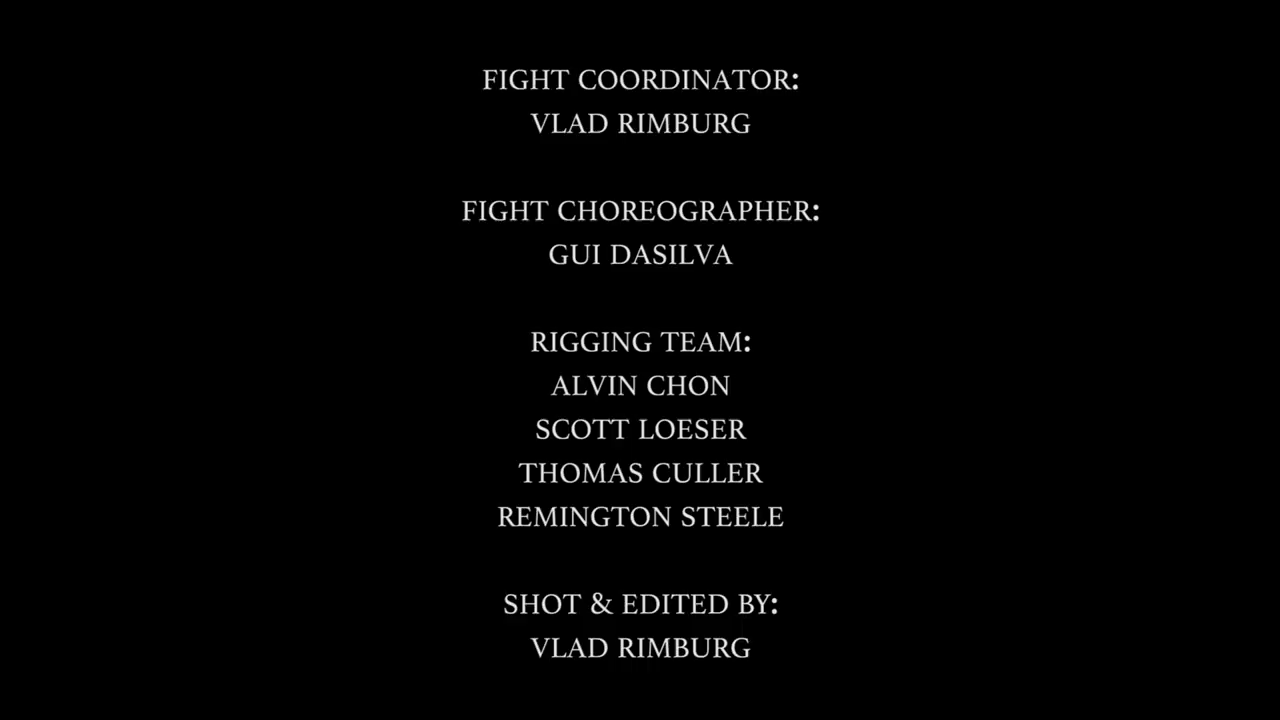 FIGHT COORDINATOR:
VLAD RIMBURG
FIGHT CHOREOGRAPHER:
GUI DASILVA
RIGGING TEAM:
ALVIN CHON
SCOTT LOESER
THOMAS CULLER
REMINGTON STEELE
SHOT & EDITED BY:
VLAD RIMBURG